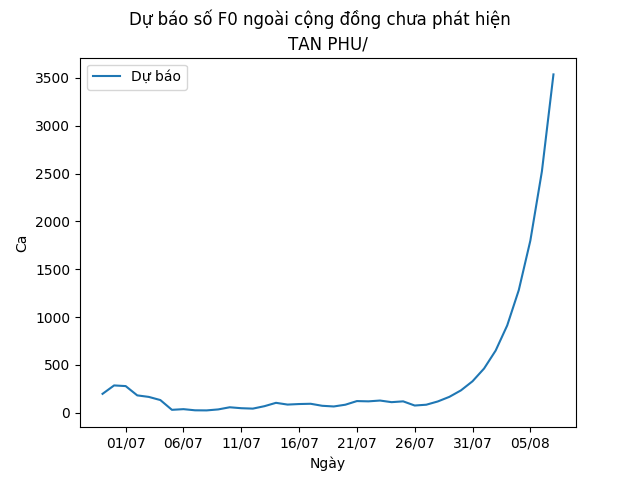 Dự báo số F0 ngoài cộng đồng chưa phát hiện
TAN PHU/
Dự báo
3500
3000
2500
2000
1500
1000
500
0
Ca
01/07 06/07 11/07 16/07 21/07 26/07 31/07 05/08
Ngày